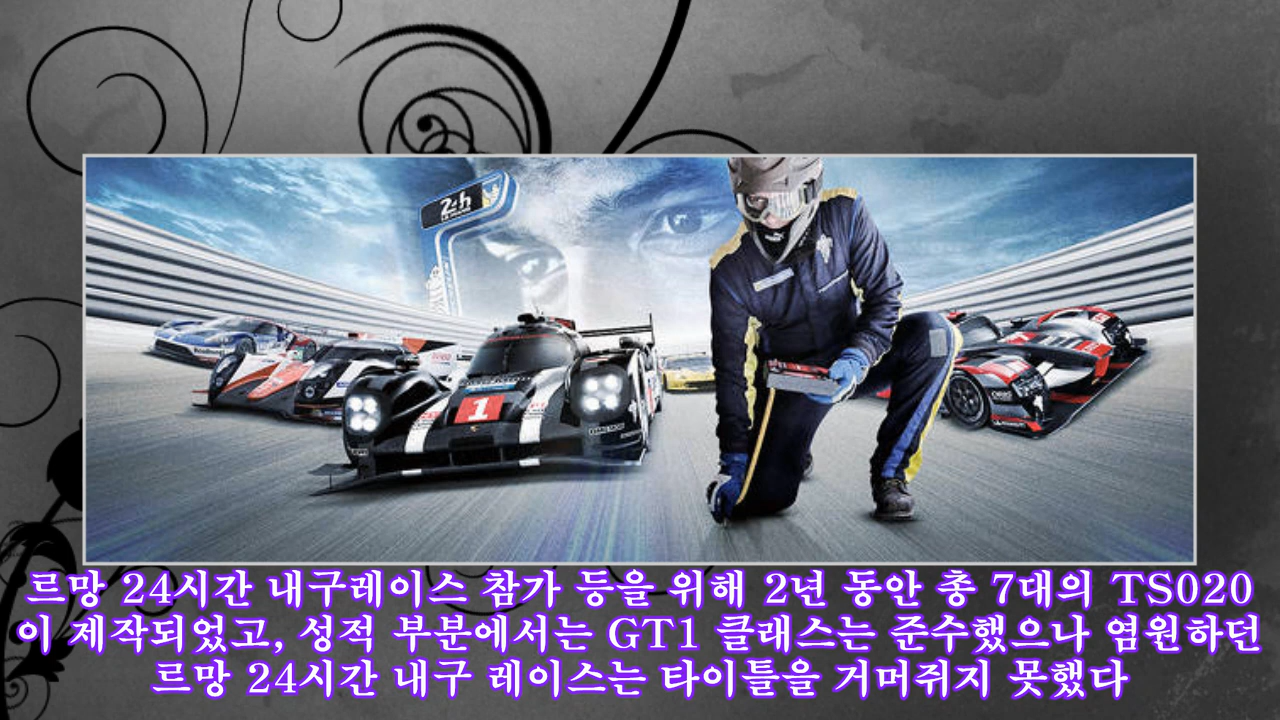 24h
LE MANS
1
르망 24시간 내구레이스 참가 등을 위해 2년 동안 총 7대의 TS020
이 제작되었고, 성적 부분에서는 GT1 클래스는 준수했으나 염원하던
르망 24시간 내구 레이스는 타이틀을 거머쥐지 못했다